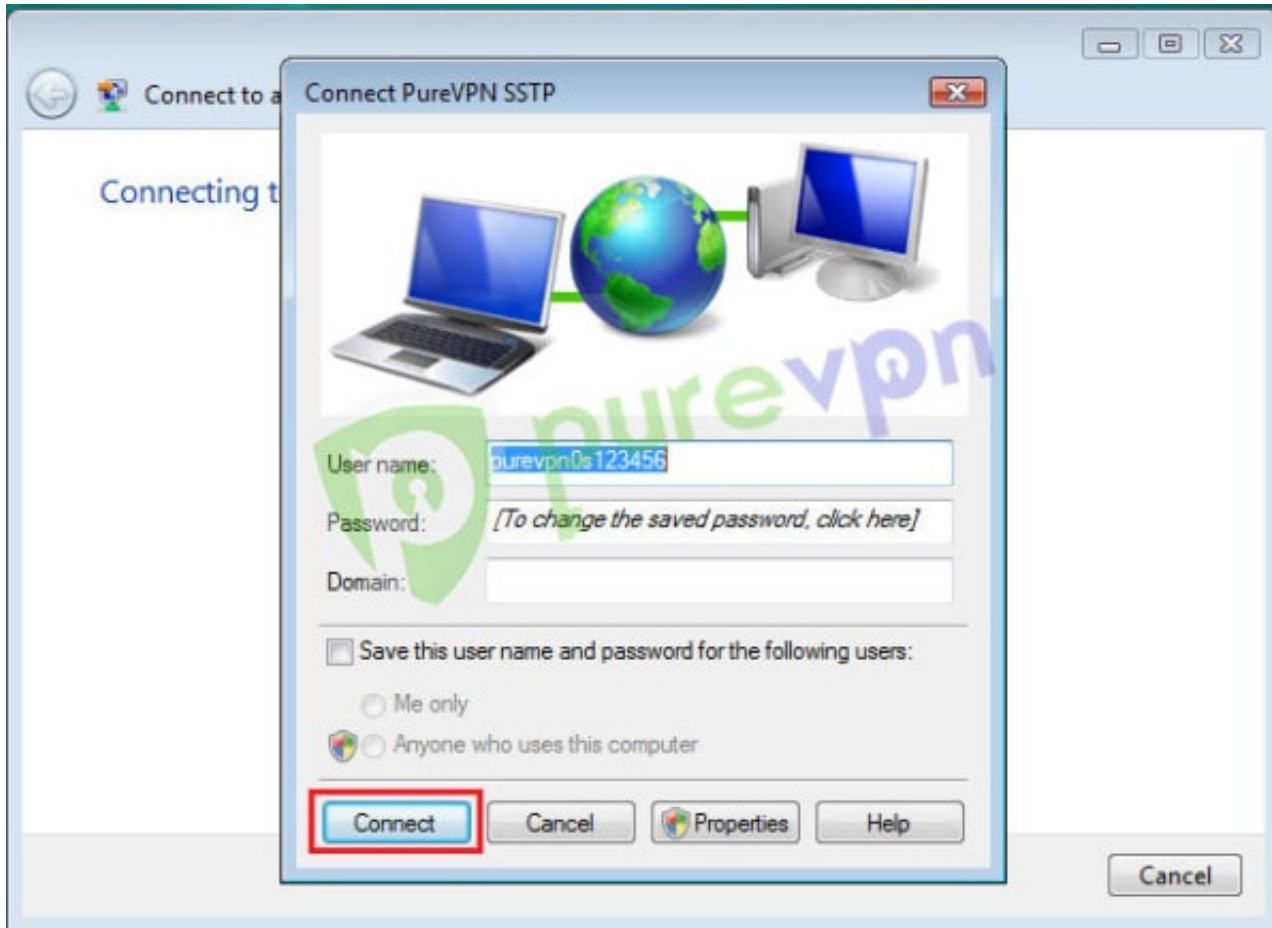 Connect to a
Connect PureVPN SSTP
Connecting t
purevpn
User name:
purevpn0s123456
Password:
[To change the saved password, click here]
Domain:
Save this user name and password for the following users:
Me only
Anyone who uses this computer
Connect
Cancel
Properties
Help
Cancel